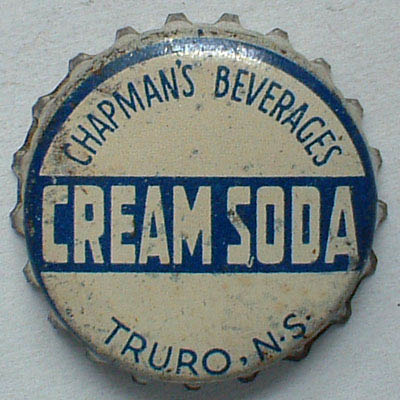 CHAPMAN'S BEVERAGES
CREAM SODA
TRURO, N.S.